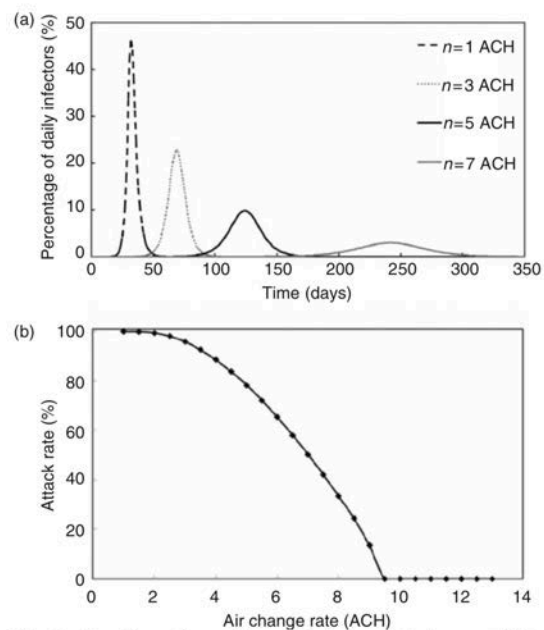 (a)
50
40
30
20
10
0
Percentage of daily infectors (%)
n=1 ACH
n=3 ACH
n=5 ACH
n=7 ACH
0 50 100 150 200 250 300 350
Time (days)
(b)
100
80
60
40
20
0
Attack rate (%)
0 2 4 6 8 10 12 14
Air change rate (ACH)